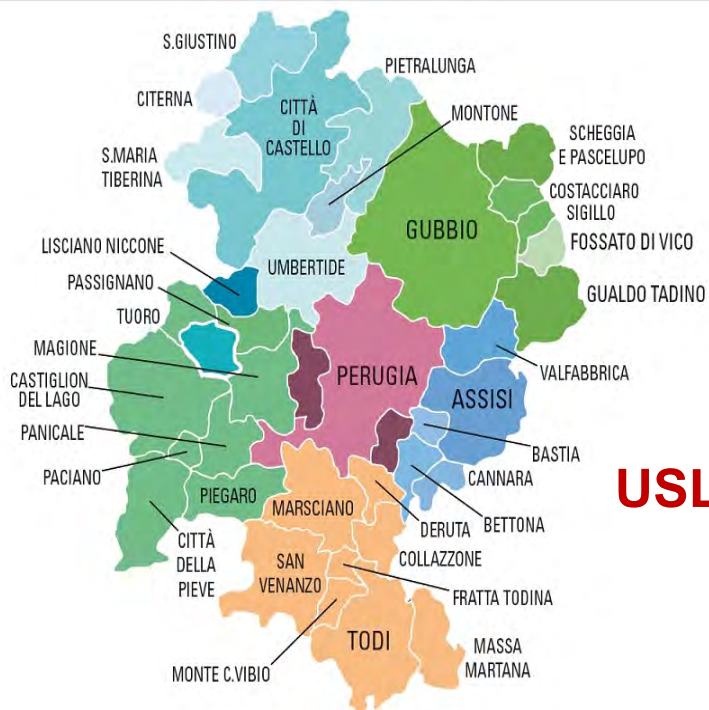 S.GIUSTINO
PIETRALUNGA
CITERNA
CITTÀ
DI
CASTELLO
MONTONE
SCHEGGIA
E PASCELUPO
S.MARIA
TIBERINA
COSTACCIARO
SIGILLO
GUBBIO
FOSSATO DI VICO
LISCIANO NICCONE
UMBERTIDE
PASSIGNANO
GUALDO TADINO
TUORO
MAGIONE
VALFABBRICA
PERUGIA
CASTIGLION
DEL LAGO
ASSISI
PANICALE
BASTIA
PACIANO
CANNARA
USL
PIEGARO
MARSCIANO
DERUTA
BETTONA
CITTÀ
DELLA
PIEVE
SAN
VENANZO
COLLAZZONE
FRATTA TODINA
TODI
MASSA
MARTANA
MONTE C.VIBIO